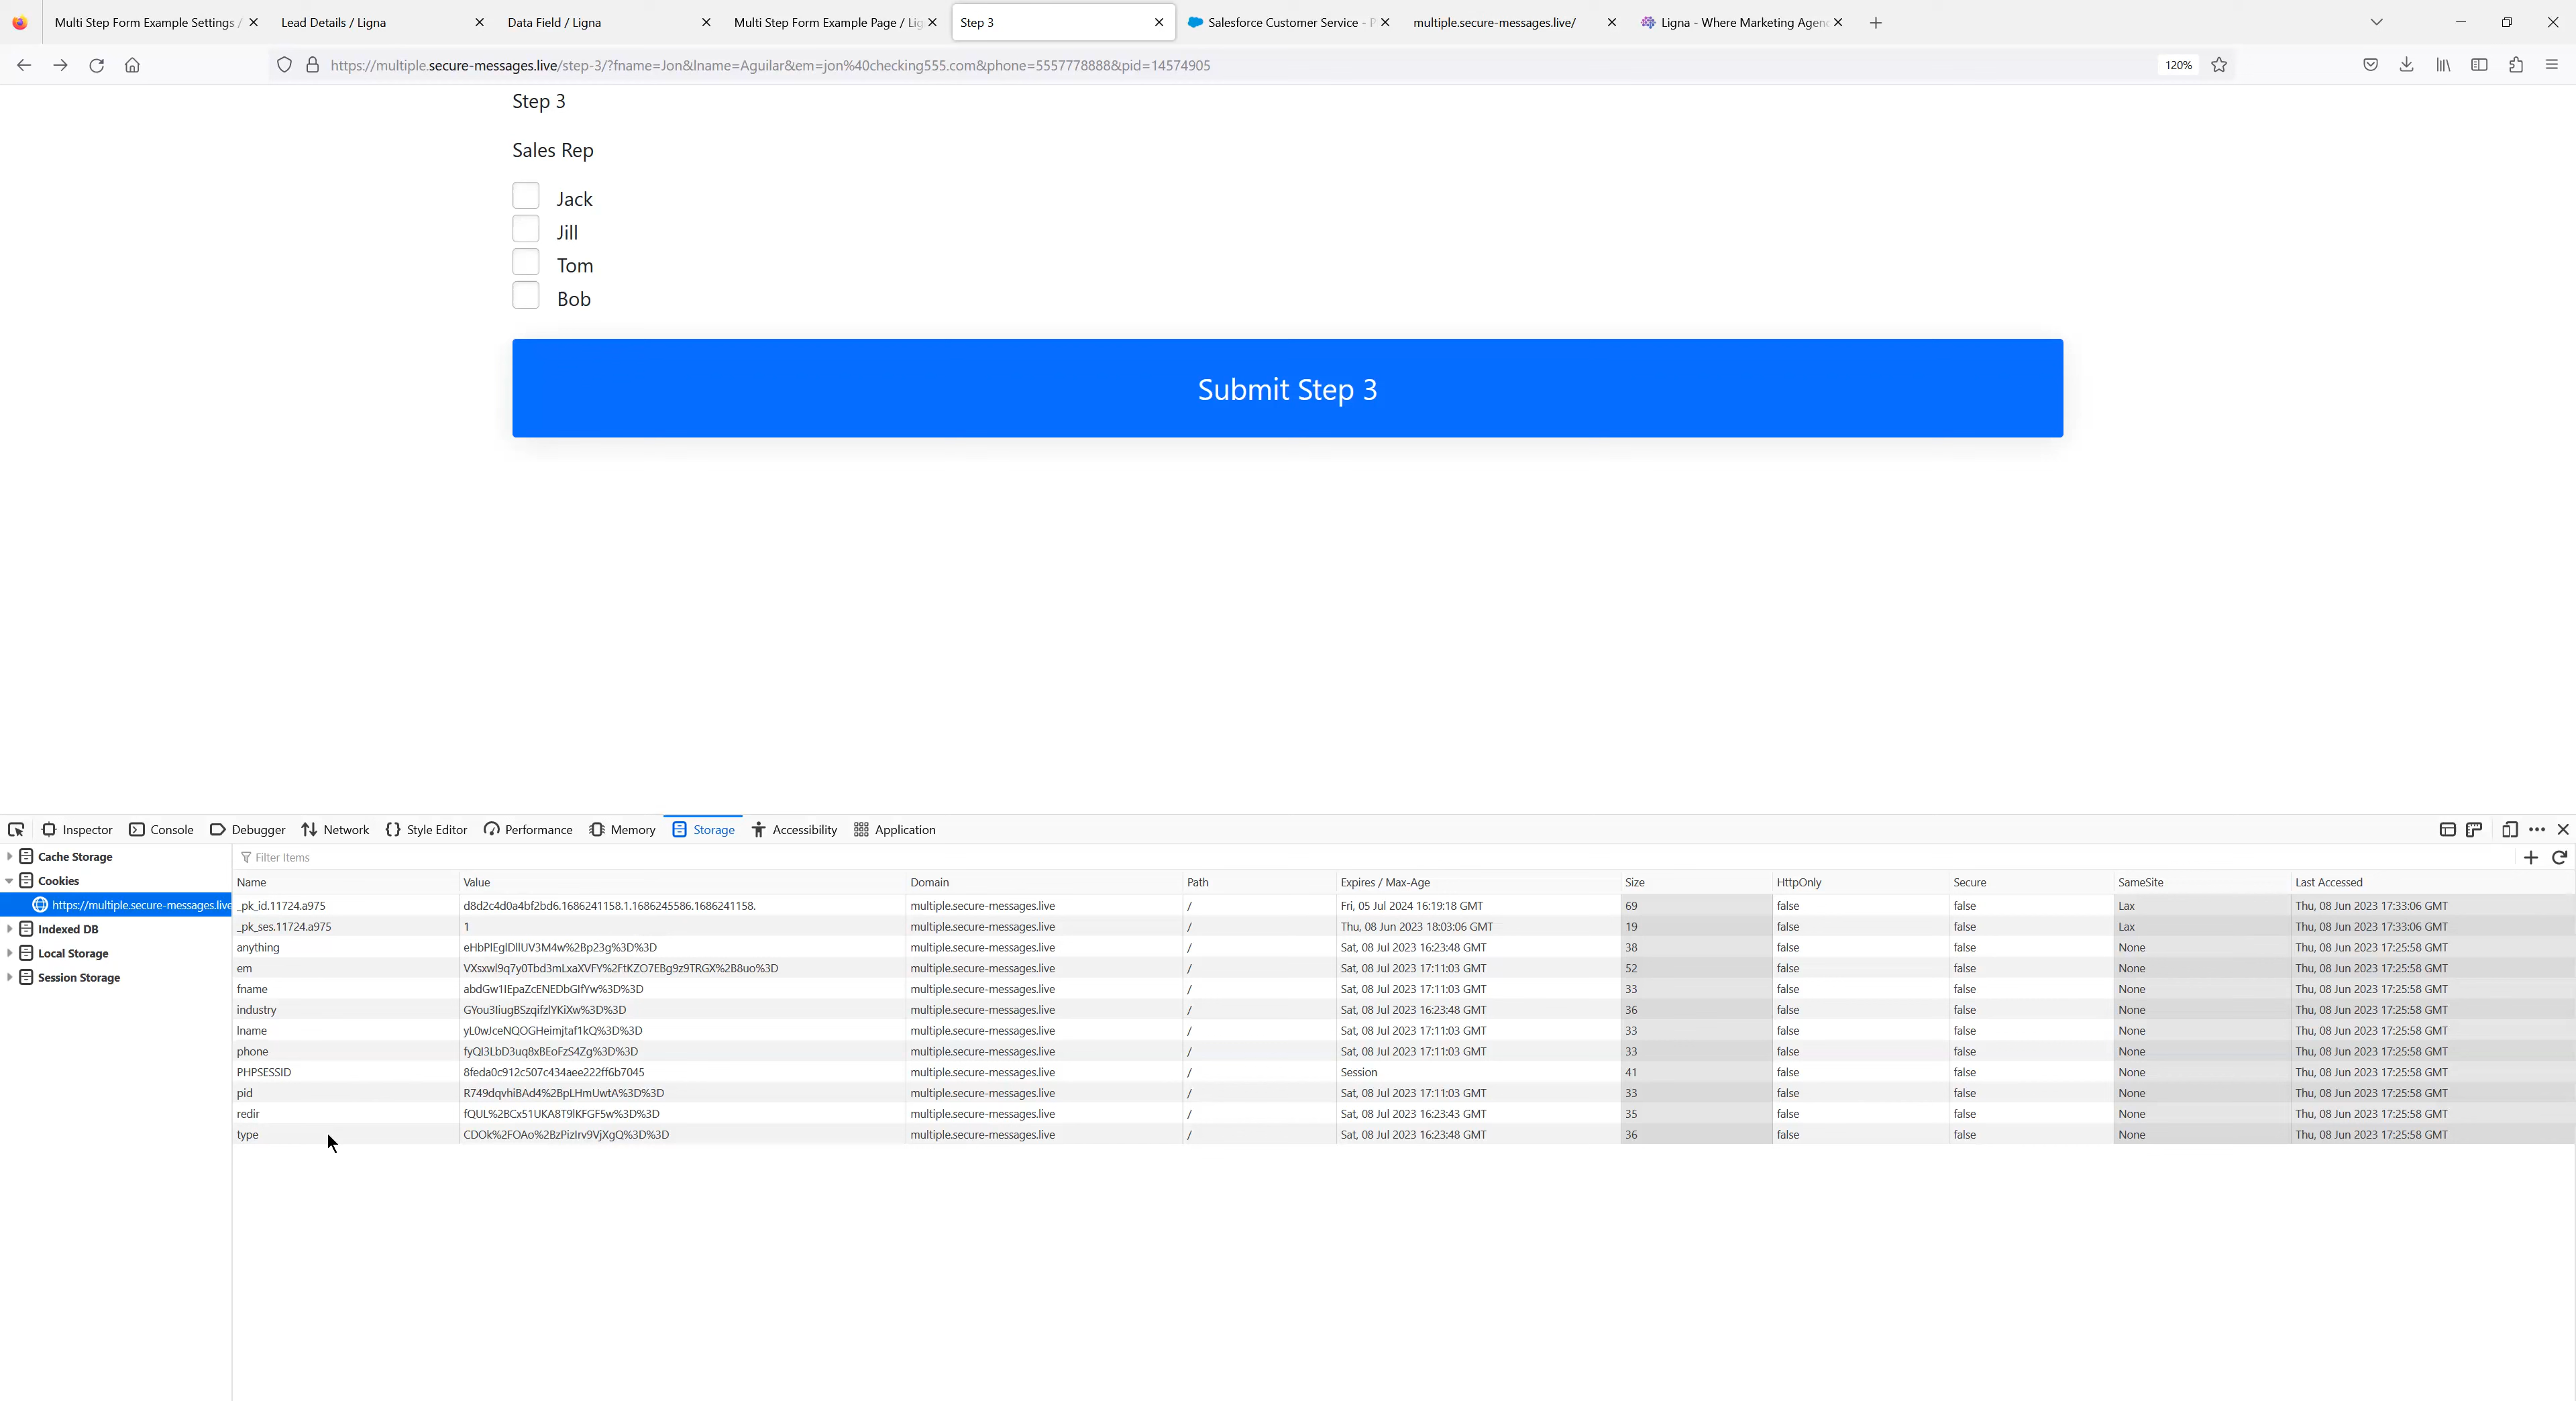 Multi Step Form Example Settings /
Lead Details / Ligna
Data Field / Ligna
Multi Step Form Example Page / Lig
Step 3
Salesforce Customer Service - P
multiple.secure-messages.live/
Ligna - Where Marketing Agen
https://multiple.secure-messages.live/step-3/?fname=Jon&lname=Aguilar&em=jon%40checking555.com&phone=5557778888&pid=14574905
120%
Step 3
Sales Rep
Jack
Jill
Tom
Bob
Submit Step 3
Inspector Console Debugger Network Style Editor Performance Memory Storage Accessibility Application
Cache Storage
Cookies
https://multiple.secure-messages.live
Indexed DB
Local Storage
Session Storage
Filter Items
Name Value Domain Path Expires / Max-Age Size HttpOnly Secure SameSite Last Accessed
_pk_id.11724.a975 d8d2c4d0a4bf2bd6.1686241158.1.1686245586.1686241158. multiple.secure-messages.live / Fri, 05 Jul 2024 16:19:18 GMT 69 false false Lax Thu, 08 Jun 2023 17:33:06 GMT
_pk_ses.11724.a975 1 multiple.secure-messages.live / Thu, 08 Jun 2023 18:03:06 GMT 19 false false Lax Thu, 08 Jun 2023 17:33:06 GMT
anything multiple.secure-messages.live / Sat, 08 Jul 2023 16:23:48 GMT 38 false false None Thu, 08 Jun 2023 17:25:58 GMT
em multiple.secure-messages.live / Sat, 08 Jul 2023 17:11:03 GMT 52 false false None Thu, 08 Jun 2023 17:25:58 GMT
fname multiple.secure-messages.live / Sat, 08 Jul 2023 17:11:03 GMT 33 false false None Thu, 08 Jun 2023 17:25:58 GMT
industry multiple.secure-messages.live / Sat, 08 Jul 2023 16:23:48 GMT 36 false false None Thu, 08 Jun 2023 17:25:58 GMT
lname multiple.secure-messages.live / Sat, 08 Jul 2023 17:11:03 GMT 33 false false None Thu, 08 Jun 2023 17:25:58 GMT
phone multiple.secure-messages.live / Sat, 08 Jul 2023 17:11:03 GMT 33 false false None Thu, 08 Jun 2023 17:25:58 GMT
PHPSESSID 8feda0c912c507c434aee222ff6b7045 multiple.secure-messages.live / Session 41 false false None Thu, 08 Jun 2023 17:25:58 GMT
pid R749dqvhiBAd4%2BpLHmUwtA%3D%3D multiple.secure-messages.live / Sat, 08 Jul 2023 17:11:03 GMT 33 false false None Thu, 08 Jun 2023 17:25:58 GMT
redir multiple.secure-messages.live / Sat, 08 Jul 2023 16:23:43 GMT 35 false false None Thu, 08 Jun 2023 17:25:58 GMT
type multiple.secure-messages.live / Sat, 08 Jul 2023 16:23:48 GMT 36 false false None Thu, 08 Jun 2023 17:25:58 GMT